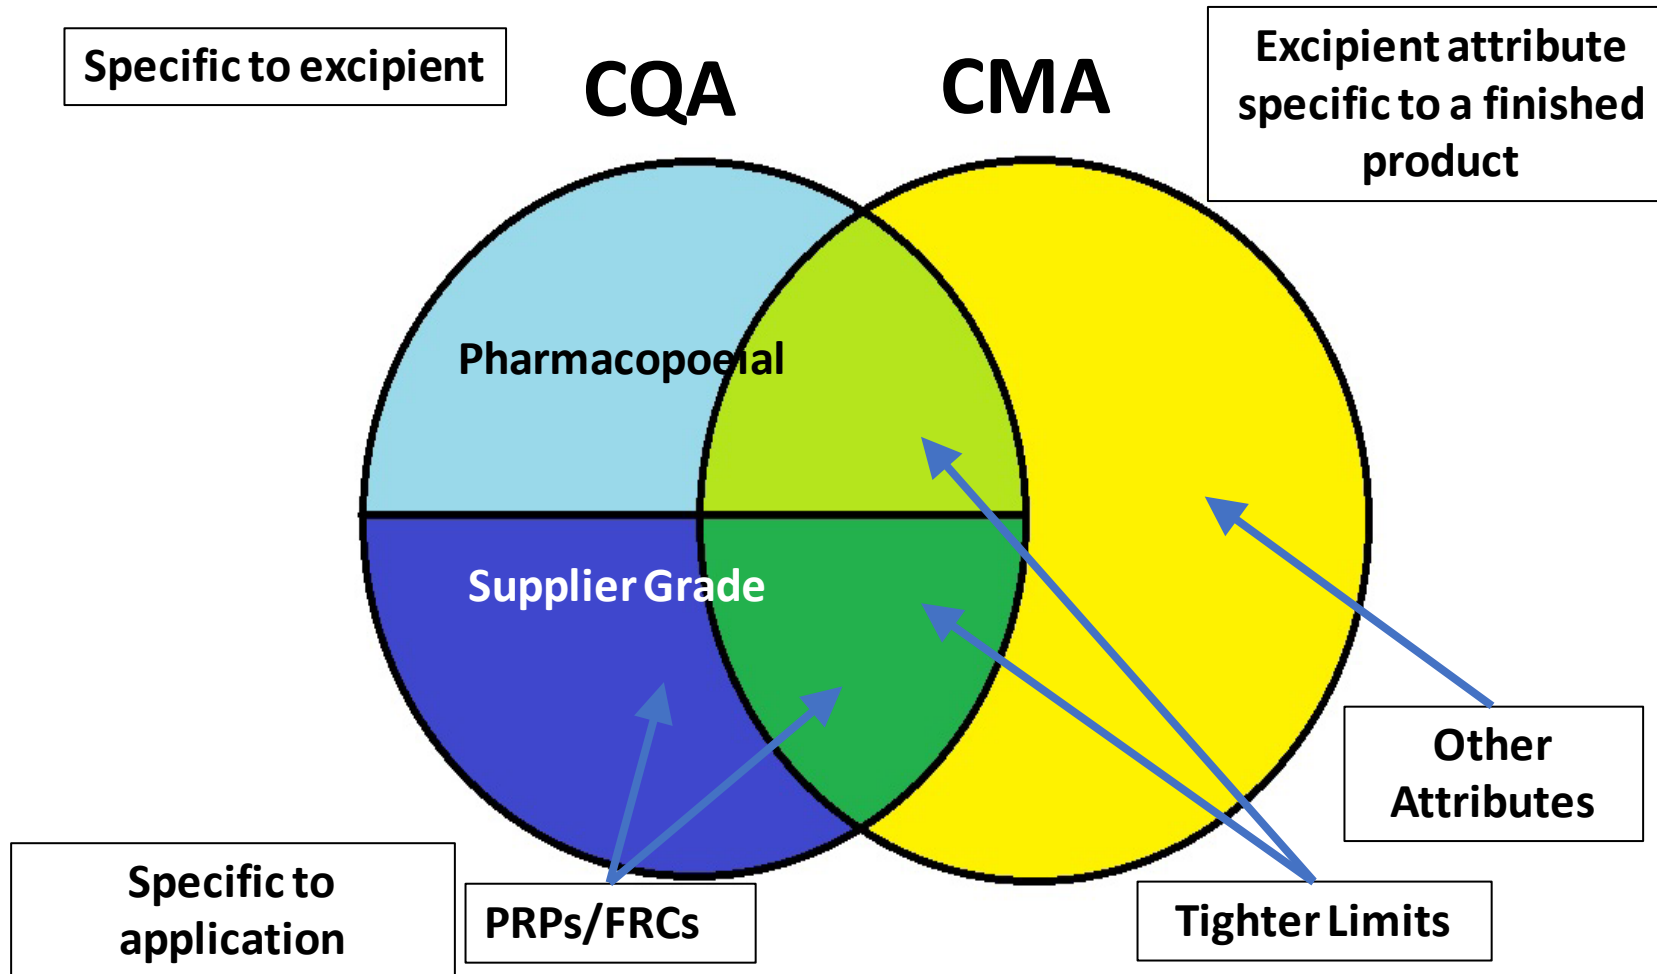 Specific to excipient
CQA
CMA
Excipient attribute
specific to a finished
product
Pharmacopoeial
Supplier Grade
Other
Attributes
Specific to
application
PRPs/FRCs
Tighter Limits